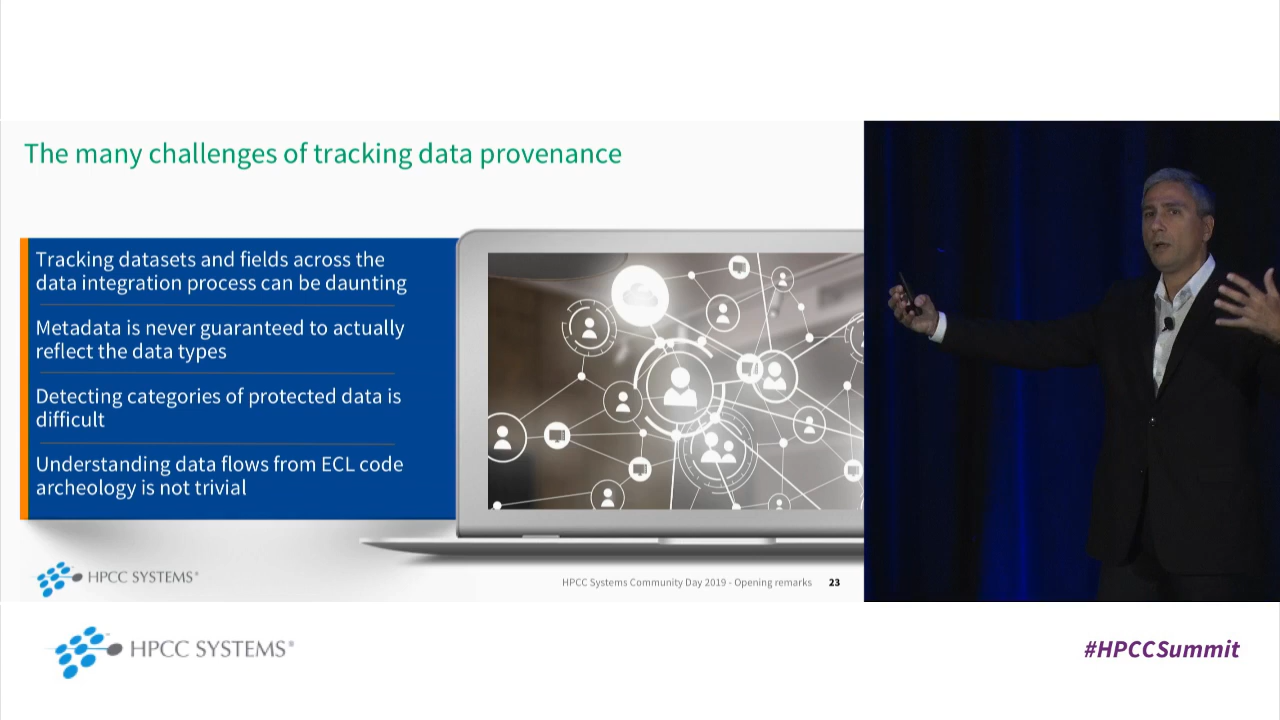 The many challenges of tracking data provenance
Tracking datasets and fields across the
data integration process can be daunting
Metadata is never guaranteed to actually
reflect the data types
Detecting categories of protected data is
difficult
Understanding data flows from ECL code
archeology is not trivial
HPCC SYSTEMS®
HPCC Systems Community Day 2019 - Opening remarks 23
HPCC SYSTEMS®
#HPCCSummit